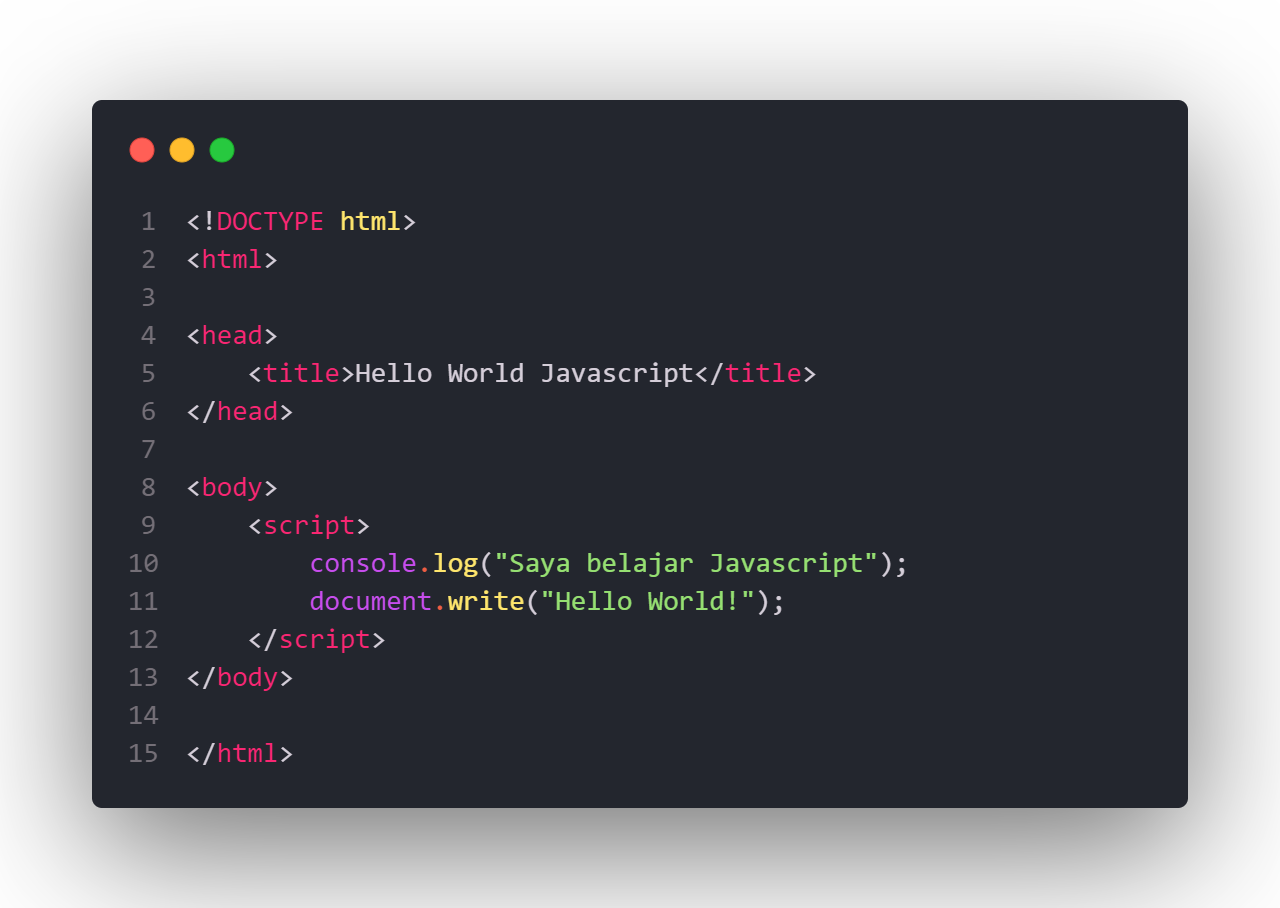 1 <!DOCTYPE html>
2 <html>
3
4 <head>
5     <title>Hello World Javascript</title>
6 </head>
7
8 <body>
9     <script>
10         console.log("Saya belajar Javascript");
11         document.write("Hello World!");
12     </script>
13 </body>
14
15 </html>